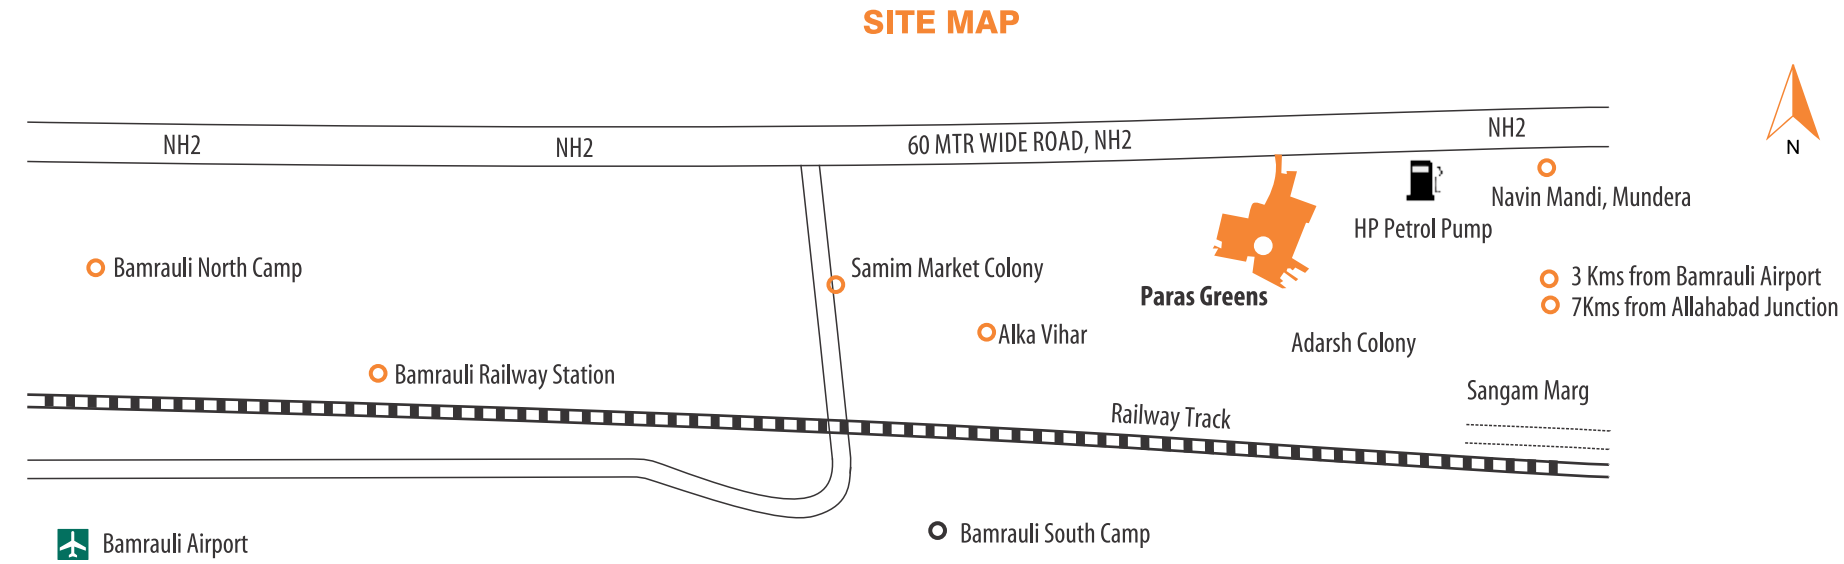 SITE MAP
NH2
NH2
60 MTR WIDE ROAD, NH2
NH2
N
Navin Mandi, Mundera
HP Petrol Pump
Bamrauli North Camp
Samim Market Colony
3 Kms from Bamrauli Airport
Paras Greens
7Kms from Allahabad Junction
Alka Vihar
Adarsh Colony
Bamrauli Railway Station
Sangam Marg
Railway Track
Bamrauli South Camp
Bamrauli Airport